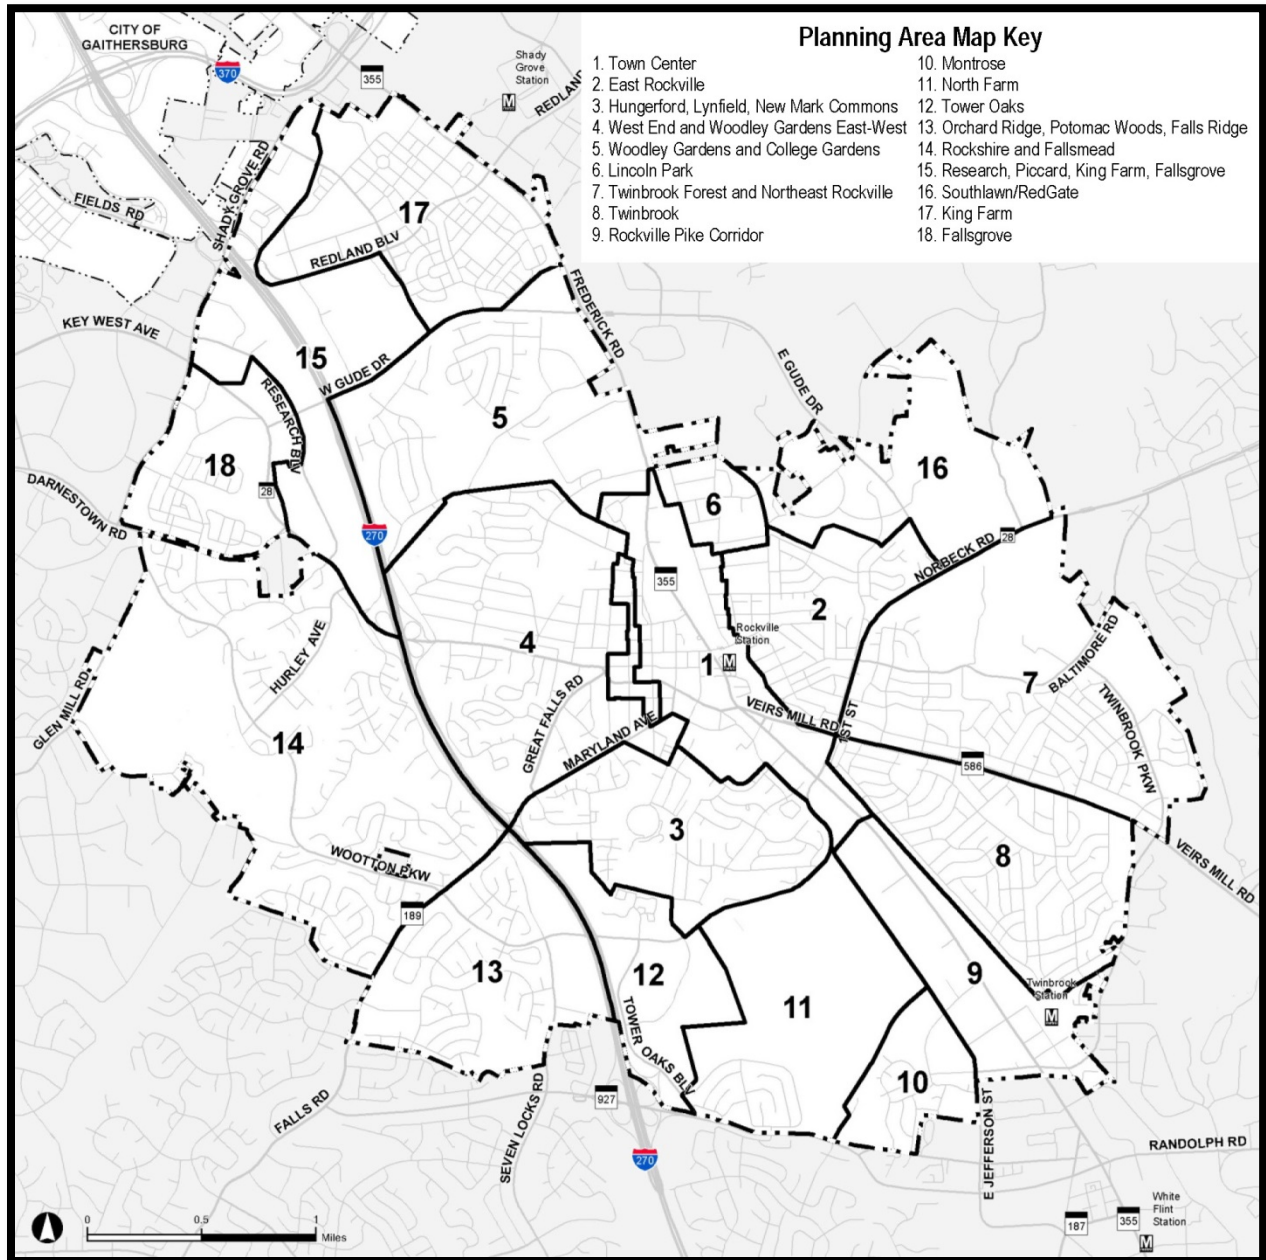 CITY OF
GAITHERSBURG
370
355
Shady
Grove
Station
M
REDLAND
Planning Area Map Key
1. Town Center
2. East Rockville
3. Hungerford, Lynfield, New Mark Commons
4. West End and Woodley Gardens East-West
5. Woodley Gardens and College Gardens
6. Lincoln Park
7. Twinbrook Forest and Northeast Rockville
8. Twinbrook
9. Rockville Pike Corridor
10. Montrose
11. North Farm
12. Tower Oaks
13. Orchard Ridge, Potomac Woods, Falls Ridge
14. Rockshire and Fallsmead
15. Research, Piccard, King Farm, Fallsgrove
16. Southlawn/RedGate
17. King Farm
18. Fallsgrove
FIELDS RD
SHADY GROVE RD
17
REDLAND BLV
FREDERICK RD
KEY WEST AVE
15
W GUDE DR
E GUDE DR
RESEARCH BLV
5
18
28
16
6
DARNESTOWN RD
270
NORBECK RD
28
355
2
4
Rockville
Station
1
M
HURLEY AVE
7
BALTIMORE RD
GLEN MILL RD
GREAT FALLS RD
MARYLAND AVE
VEIRS MILL RD
1ST ST
TWINBROOK PKW
14
586
3
8
VEIRS MILL RD
WOOTTON PKW
189
13
12
9
Twinbrook
Station
M
11
TOWER OAKS BLV
10
927
FALLS RD
SEVEN LOCKS RD
E JEFFERSON ST
RANDOLPH RD
270
White
Flint
Station
187
355
M
0 0.5 1
Miles